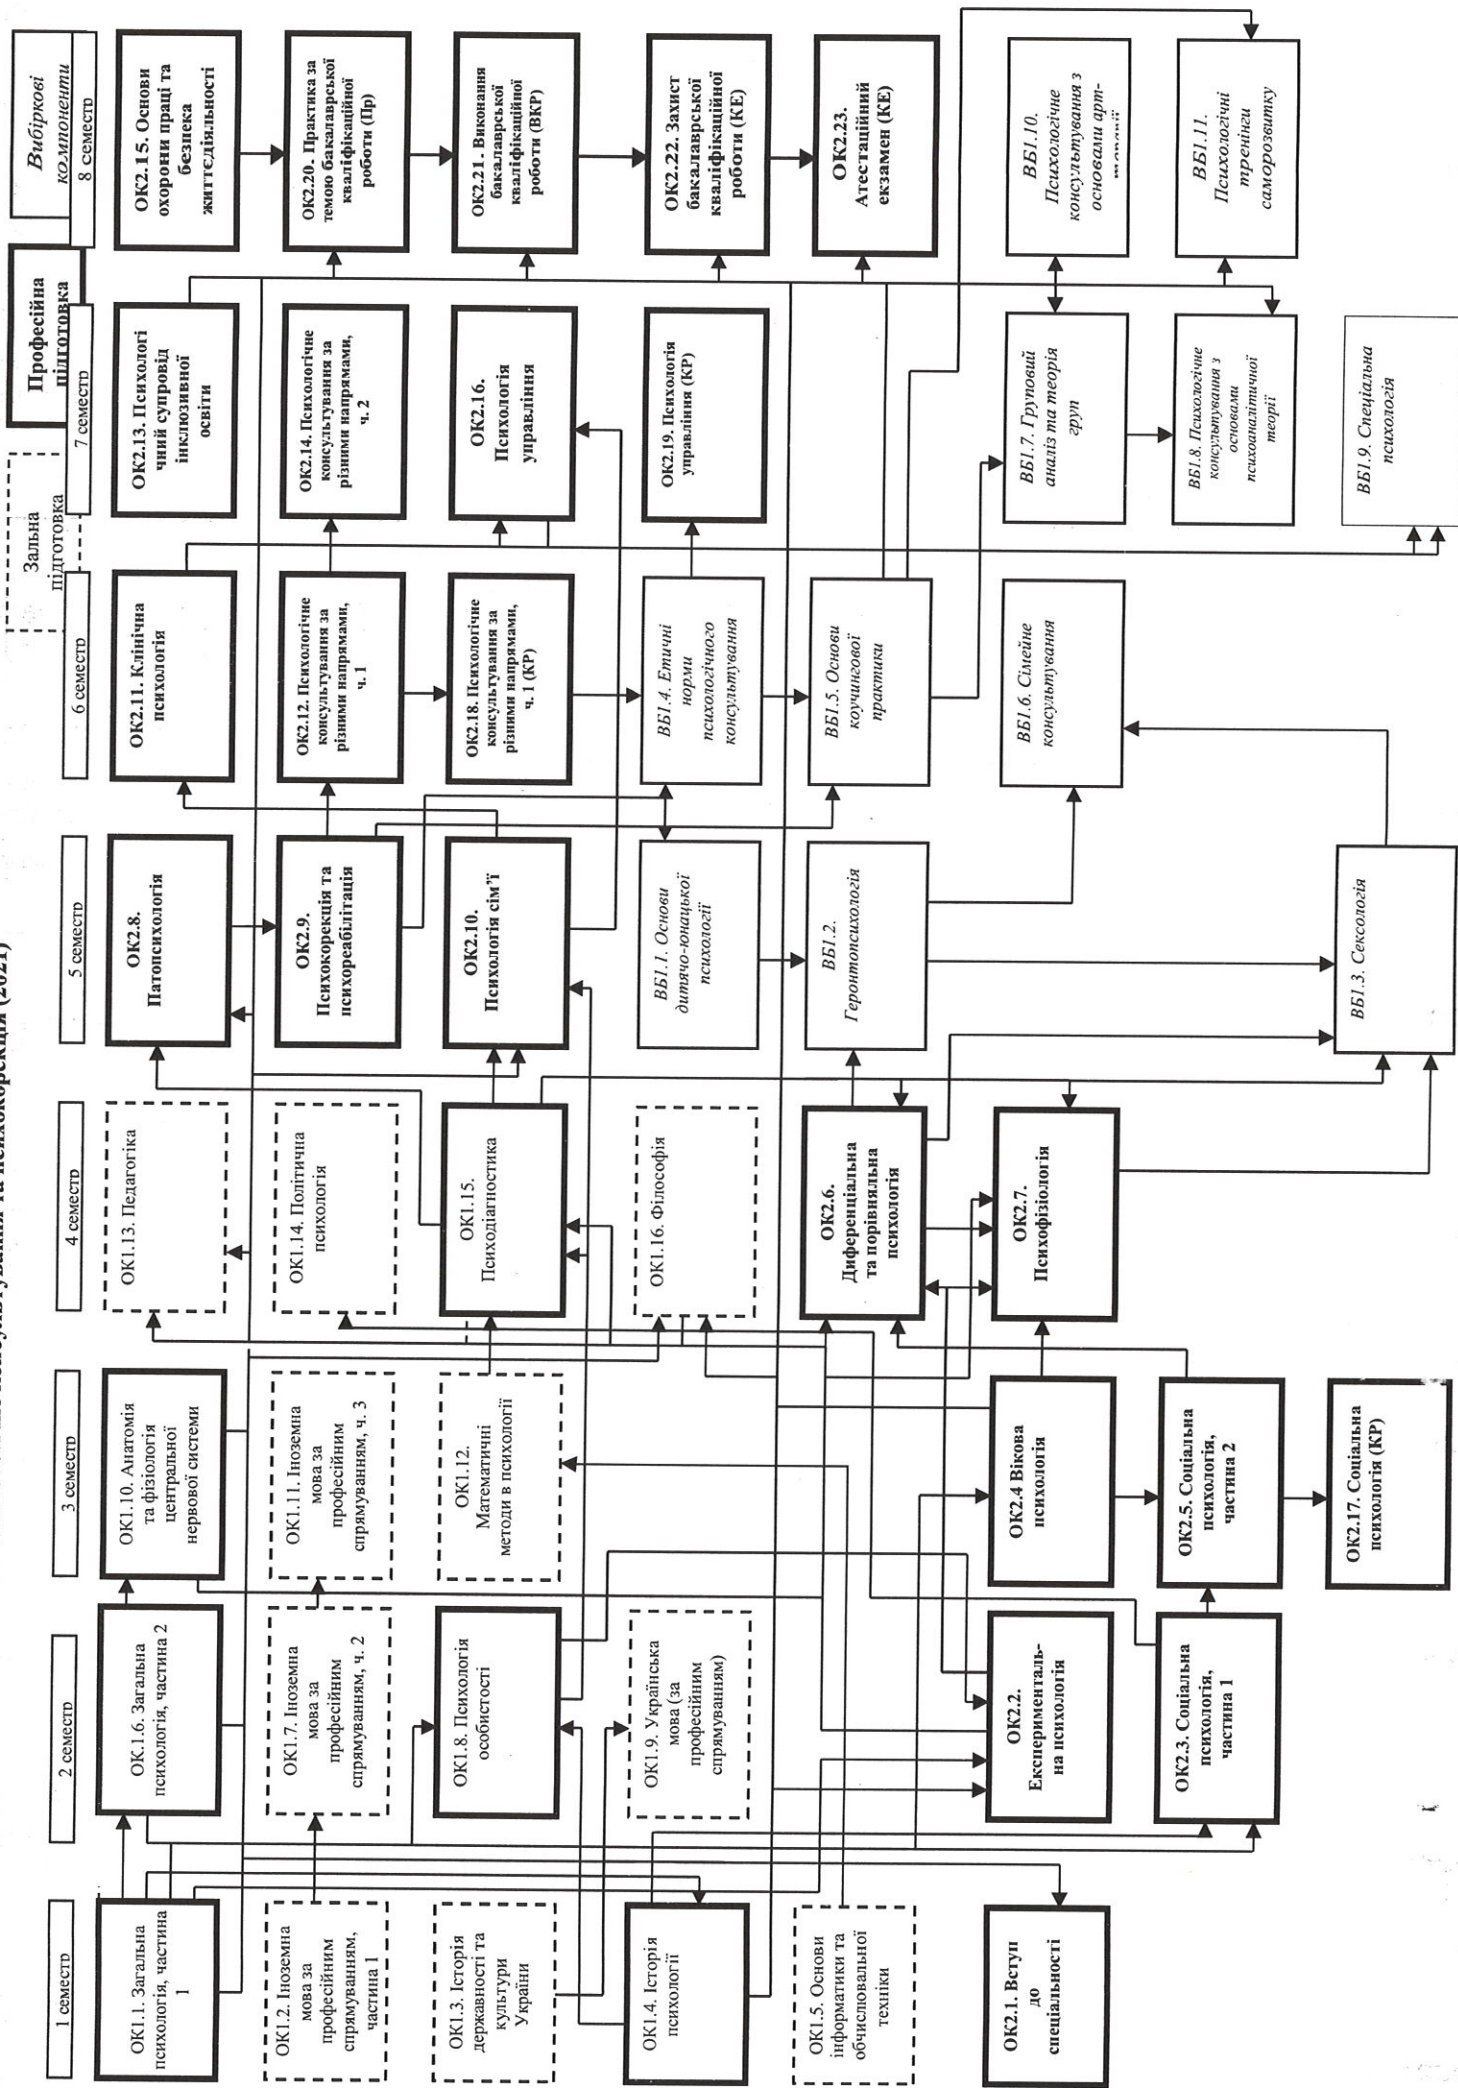 консультування та психокорекція (2021)
Зальна
підготовка
Професійна
підготовка
Вибіркові
компоненти
1 семестр
2 семестр
3 семестр
4 семестр
5 семестр
6 семестр
7 семестр
8 семестр
ОК1.1. Загальна
психологія, частина
1
ОК1.2. Іноземна
мова за
професійним
спрямуванням,
частина 1
ОК1.3. Історія
державності та
культури
України
ОК1.4. Історія
психології
ОК1.5. Основи
інформатики та
обчислювальної
техніки
ОК2.1. Вступ
до
спеціальності
ОК.1.6. Загальна
психологія, частина 2
ОК1.7. Іноземна
мова за
професійним
спрямуванням, ч. 2
ОК1.8. Психологія
особистості
ОК1.9. Українська
мова (за
професійним
спрямуванням)
ОК2.2.
Експерименталь-
на психологія
ОК2.3. Соціальна
психологія,
частина 1
ОК1.10. Анатомія
та фізіологія
центральної
нервової системи
ОК1.11. Іноземна
мова за
професійним
спрямуванням, ч. 3
ОК1.12.
Математичні
методи в психології
ОК2.4 Вікова
психологія
ОК2.5. Соціальна
психологія,
частина 2
ОК2.17. Соціальна
психологія (КР)
ОК1.13. Педагогіка
ОК1.14. Політична
психологія
ОК1.15.
Психодіагностика
ОК1.16. Філософія
ОК2.6.
Диференціальна
та порівняльна
психологія
ОК2.7.
Психофізіологія
ОК2.8.
Патопсихологія
ОК2.9.
Психокорекція та
психореабілітація
ОК2.10.
Психологія сім’ї
ВБ1.1. Основи
дитячо-юнацької
психології
ВБ1.2.
Геронтопсихологія
ВБ1.3. Сексологія
ОК2.11. Клінічна
психологія
ОК2.12. Психологічне
консультування за
різними напрямами,
ч. 1
ОК2.18. Психологічне
консультування за
різними напрямами,
ч. 1 (КР)
ВБ1.4. Етичні
норми
психологічного
консультування
ВБ1.5. Основи
коучингової
практики
ВБ1.6. Сімейне
консультування
ОК2.13. Психологі
чний супровід
інклюзивної
освіти
ОК2.14. Психологічне
консультування за
різними напрямами,
ч. 2
ОК2.16.
Психологія
управління
ОК2.19. Психологія
управління (КР)
ВБ1.7. Груповий
аналіз та теорія
груп
ВБ1.8. Психологічне
консультування з
основами
психоаналітичної
теорії
ВБ1.9. Спеціальна
психологія
ОК2.15. Основи
охорони праці та
безпека
життєдіяльності
ОК2.20. Практика за
темою бакалаврської
кваліфікаційної
роботи (Пр)
ОК2.21. Виконання
бакалаврської
кваліфікаційної
роботи (ВКР)
ОК2.22. Захист
бакалаврської
кваліфікаційної
роботи (КЕ)
ОК2.23.
Атестаційний
екзамен (КЕ)
ВБ1.10.
Психологічне
консультування з
основами арт-
ВБ1.11.
Психологічні
тренінги
саморозвитку